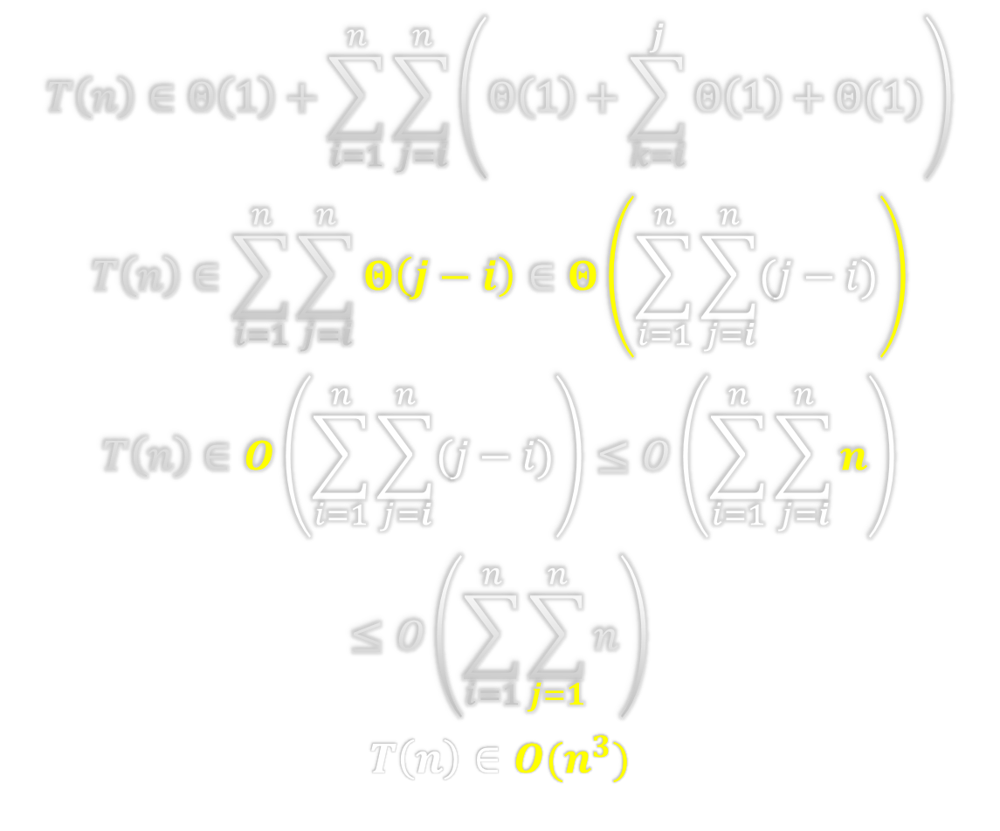 T(n) ∈ Θ(1) + ∑_{i=1}^{n} ∑_{j=i}^{n} ( Θ(1) + ∑_{k=i}^{j} Θ(1) + Θ(1) )
T(n) ∈ ∑_{i=1}^{n} ∑_{j=i}^{n} Θ(j − i) ∈ Θ ( ∑_{i=1}^{n} ∑_{j=i}^{n} (j − i) )
T(n) ∈ O ( ∑_{i=1}^{n} ∑_{j=i}^{n} (j − i) ) ≤ O ( ∑_{i=1}^{n} ∑_{j=i}^{n} n )
≤ O ( ∑_{i=1}^{n} ∑_{j=1}^{n} n )
T(n) ∈ O(n³)